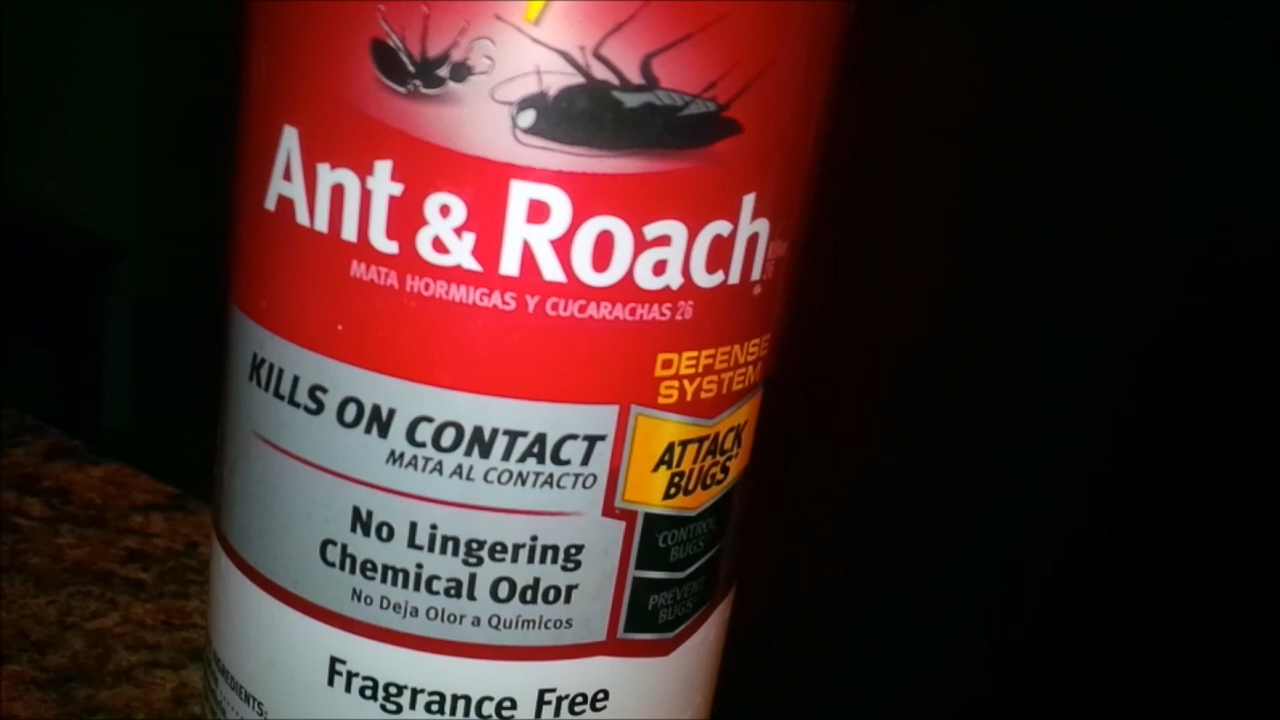 Ant & Roach
MATA HORMIGAS Y CUCARACHAS 26
DEFENSE
SYSTEM
KILLS ON CONTACT
MATA AL CONTACTO
ATTACK
BUGS
No Lingering
Chemical Odor
No Deja Olor a Químicos
CONTROL
BUGS
PREVENT
BUGS
Fragrance Free
INGREDIENTS: